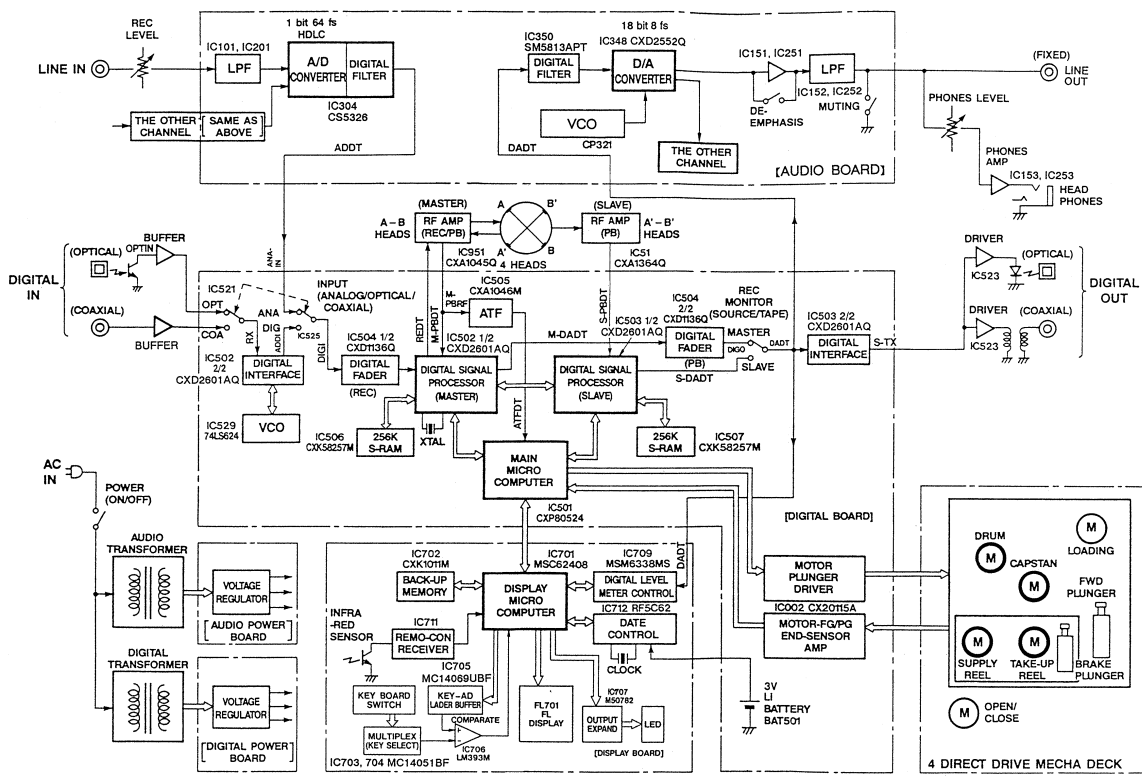 REC
LEVEL
LINE IN
IC101, IC201
LPF
1 bit 64 fs
HDLC
A/D
CONVERTER
DIGITAL
FILTER
IC304
CS5326
THE OTHER
CHANNEL
[SAME AS
ABOVE]
ADDT
IC350
SM5813APT
DIGITAL
FILTER
18 bit 8 fs
IC348 CXD2552Q
D/A
CONVERTER
VCO
CP321
DADT
THE OTHER
CHANNEL
IC151, IC251
DE-
EMPHASIS
LPF
IC152, IC252
MUTING
[AUDIO BOARD]
(FIXED)
LINE
OUT
PHONES LEVEL
PHONES
AMP
IC153, IC253
HEAD
PHONES
DIGITAL
IN
(OPTICAL)
OPTIN
BUFFER
(COAXIAL)
BUFFER
ANA-
IN
A-B
HEADS
(MASTER)
RF AMP
(REC/PB)
IC951
CXA1045Q
A
B'
A'
B
4 HEADS
(SLAVE)
RF AMP
(PB)
A'-B'
HEADS
IC51
CXA1364Q
IC521
OPT
COA
RX
INPUT
(ANALOG/OPTICAL/
COAXIAL)
ANA
DIG
IC525
ADDII
DIGI
IC502
2/2
CXD2601AQ
DIGITAL
INTERFACE
IC529
74LS624
VCO
IC504 1/2
CXD1136Q
DIGITAL
FADER
(REC)
REDT
M-PBDT
M-
PBRF
IC505
CXA1046M
ATF
IC502 1/2
CXD2601AQ
DIGITAL SIGNAL
PROCESSOR
(MASTER)
XTAL
ATFDT
IC506
CXK58257M
256K
S-RAM
M-DADT
S-PBDT
IC503 1/2
CXD2601AQ
DIGITAL SIGNAL
PROCESSOR
(SLAVE)
256K
S-RAM
IC507
CXK58257M
IC504
2/2
CXD1136Q
DIGITAL
FADER
(PB)
S-DADT
REC
MONITOR
(SOURCE/TAPE)
MASTER
DIGO
DADT
SLAVE
IC503 2/2
CXD2601AQ
DIGITAL
INTERFACE
S-TX
DRIVER
IC523
(OPTICAL)
DRIVER
IC523
(COAXIAL)
DIGITAL
OUT
MAIN
MICRO
COMPUTER
IC501
CXP80524
[DIGITAL BOARD]
DADT
AC
IN
POWER
(ON/OFF)
AUDIO
TRANSFORMER
VOLTAGE
REGULATOR
[AUDIO POWER
BOARD]
DIGITAL
TRANSFORMER
VOLTAGE
REGULATOR
[DIGITAL POWER
BOARD]
IC702
CXK1011M
BACK-UP
MEMORY
IC701
MSC62408
DISPLAY
MICRO
COMPUTER
IC709
MSM6338MS
DIGITAL LEVEL
METER CONTROL
IC712 RF5C62
DATE
CONTROL
CLOCK
INFRA
-RED
SENSOR
IC711
REMO-CON
RECEIVER
IC705
MC14069UBF
KEY BOARD
SWITCH
KEY-AD
LADER BUFFER
COMPARATE
MULTIPLEX
(KEY SELECT)
IC706
LM393M
IC703, 704 MC14051BF
FL701
FL
DISPLAY
IC707
M50782
OUTPUT
EXPAND
LED
[DISPLAY BOARD]
3V
LI
BATTERY
BAT501
MOTOR
PLUNGER
DRIVER
IC002 CX20115A
MOTOR-FG/PG
END-SENSOR
AMP
DRUM
M
M
LOADING
CAPSTAN
M
FWD
PLUNGER
M
SUPPLY
REEL
M
TAKE-UP
REEL
BRAKE
PLUNGER
M
OPEN/
CLOSE
4 DIRECT DRIVE MECHA DECK